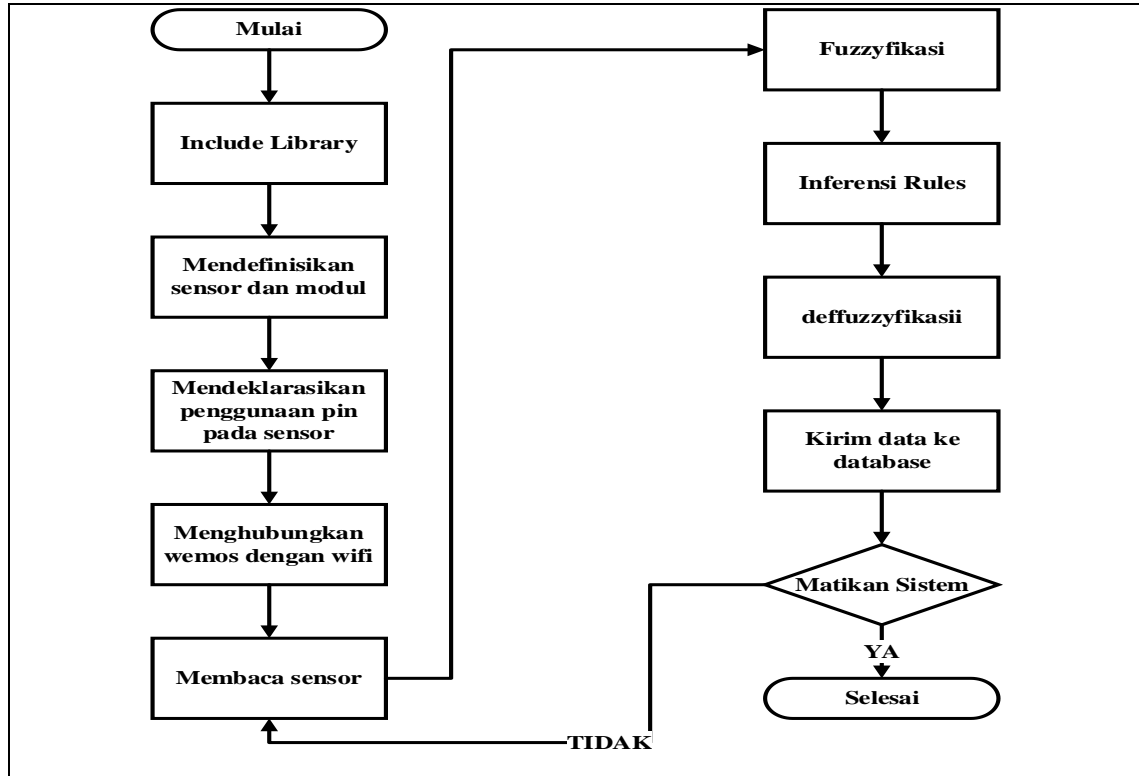 Mulai
Include Library
Mendefinisikan
sensor dan modul
Mendeklarasikan
penggunaan pin
pada sensor
Menghubungkan
wemos dengan wifi
Membaca sensor
Fuzzyfikasi
Inferensi Rules
deffuzzyfikasii
Kirim data ke
database
Matikan Sistem
YA
Selesai
TIDAK